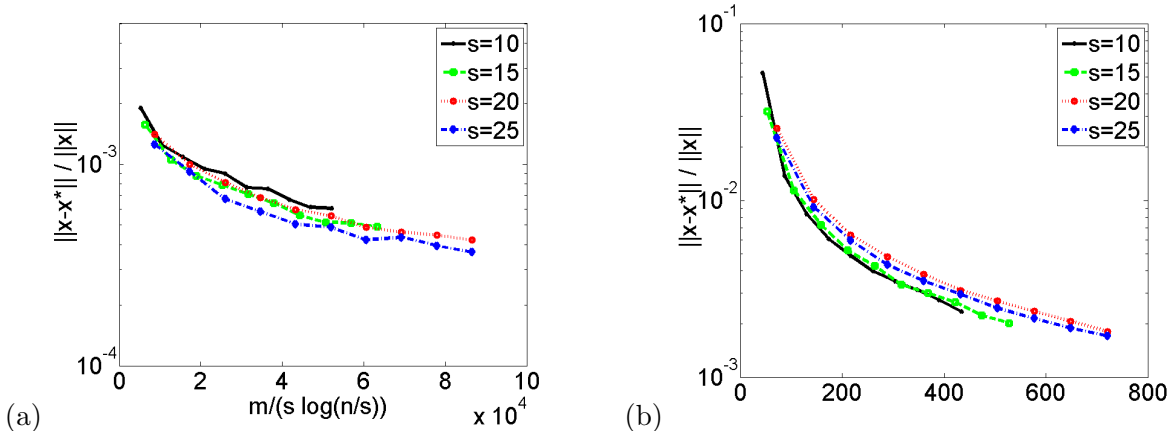 ||x-x*|| / ||x||
10^-3
10^-4
0
2
4
6
8
10
m/(s log(n/s))
x 10^4
s=10
s=15
s=20
s=25
(a)
||x-x*|| / ||x||
10^-1
10^-2
10^-3
0
200
400
600
800
s=10
s=15
s=20
s=25
(b)